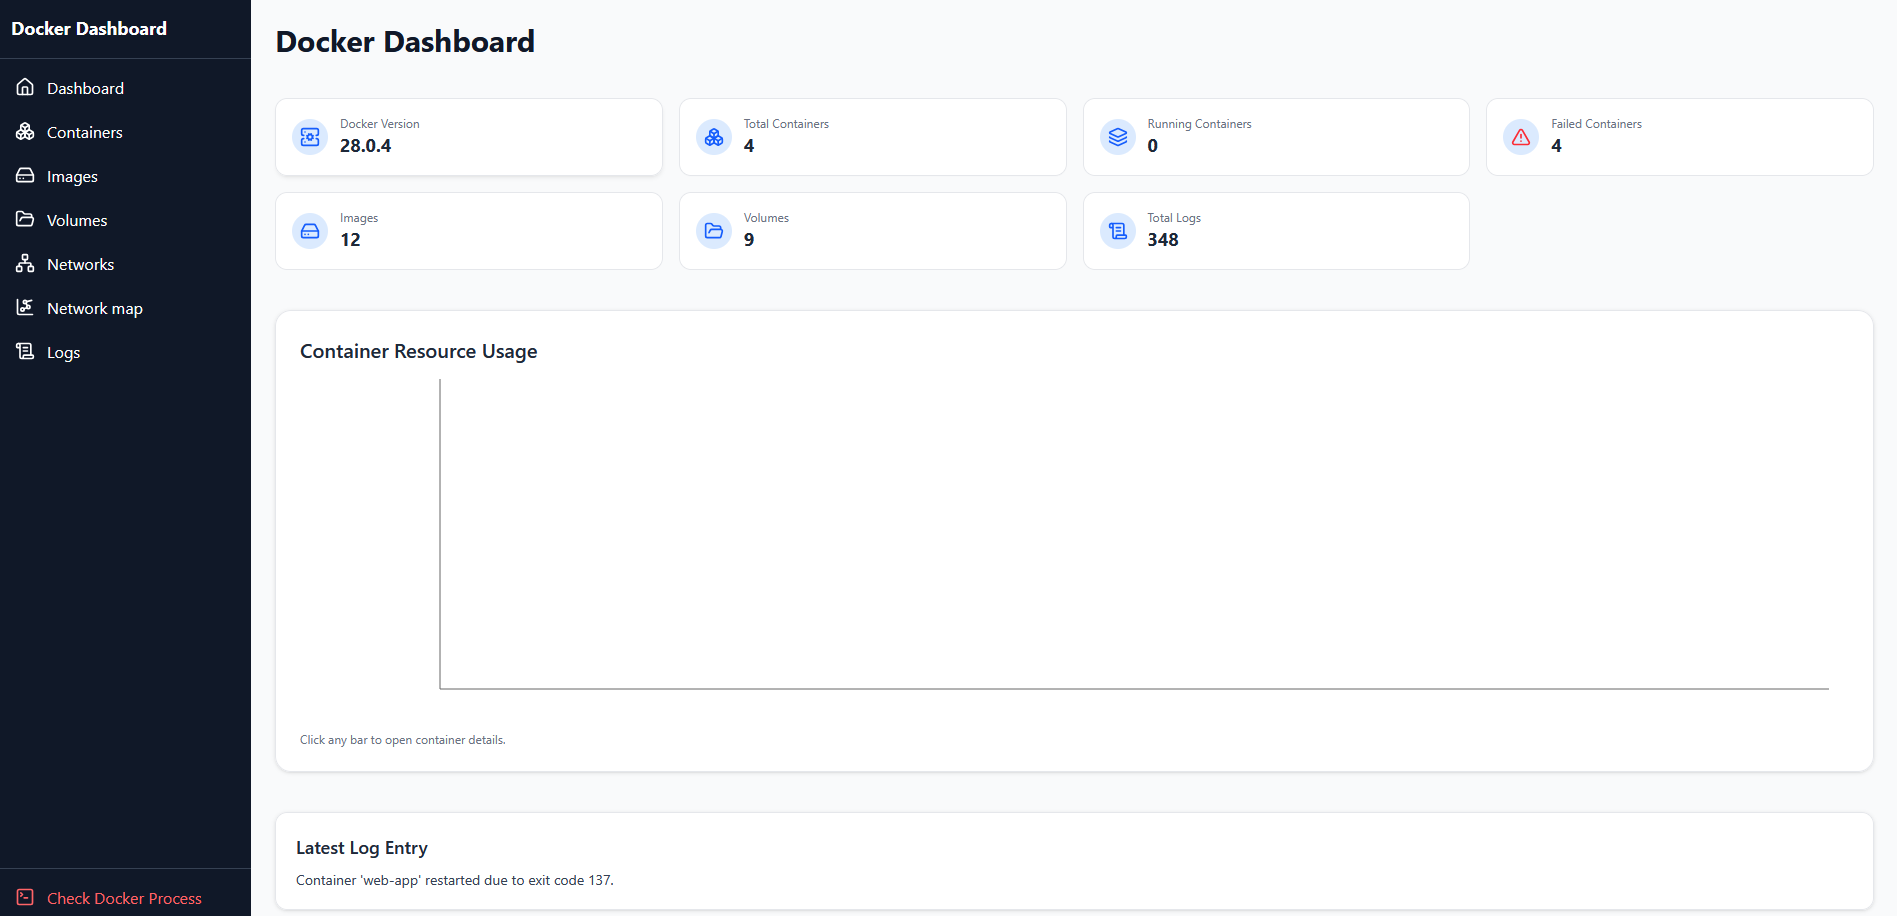 Docker Dashboard
Dashboard
Containers
Images
Volumes
Networks
Network map
Logs
Check Docker Process
Docker Dashboard
Docker Version
28.0.4
Total Containers
4
Running Containers
0
Failed Containers
4
Images
12
Volumes
9
Total Logs
348
Container Resource Usage
Click any bar to open container details.
Latest Log Entry
Container 'web-app' restarted due to exit code 137.